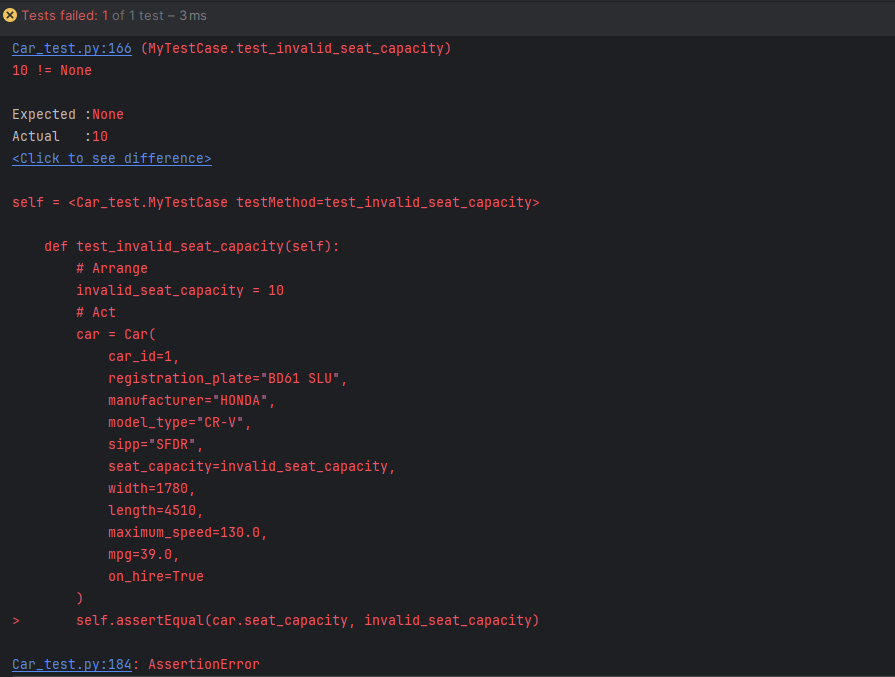 Tests failed: 1 of 1 test – 3 ms
Car_test.py:166 (MyTestCase.test_invalid_seat_capacity)
10 != None
Expected :None
Actual   :10
<Click to see difference>
self = <Car_test.MyTestCase testMethod=test_invalid_seat_capacity>
    def test_invalid_seat_capacity(self):
        # Arrange
        invalid_seat_capacity = 10
        # Act
        car = Car(
            car_id=1,
            registration_plate="BD61 SLU",
            manufacturer="HONDA",
            model_type="CR-V",
            sipp="SFDR",
            seat_capacity=invalid_seat_capacity,
            width=1780,
            length=4510,
            maximum_speed=130.0,
            mpg=39.0,
            on_hire=True
        )
>       self.assertEqual(car.seat_capacity, invalid_seat_capacity)
Car_test.py:184: AssertionError